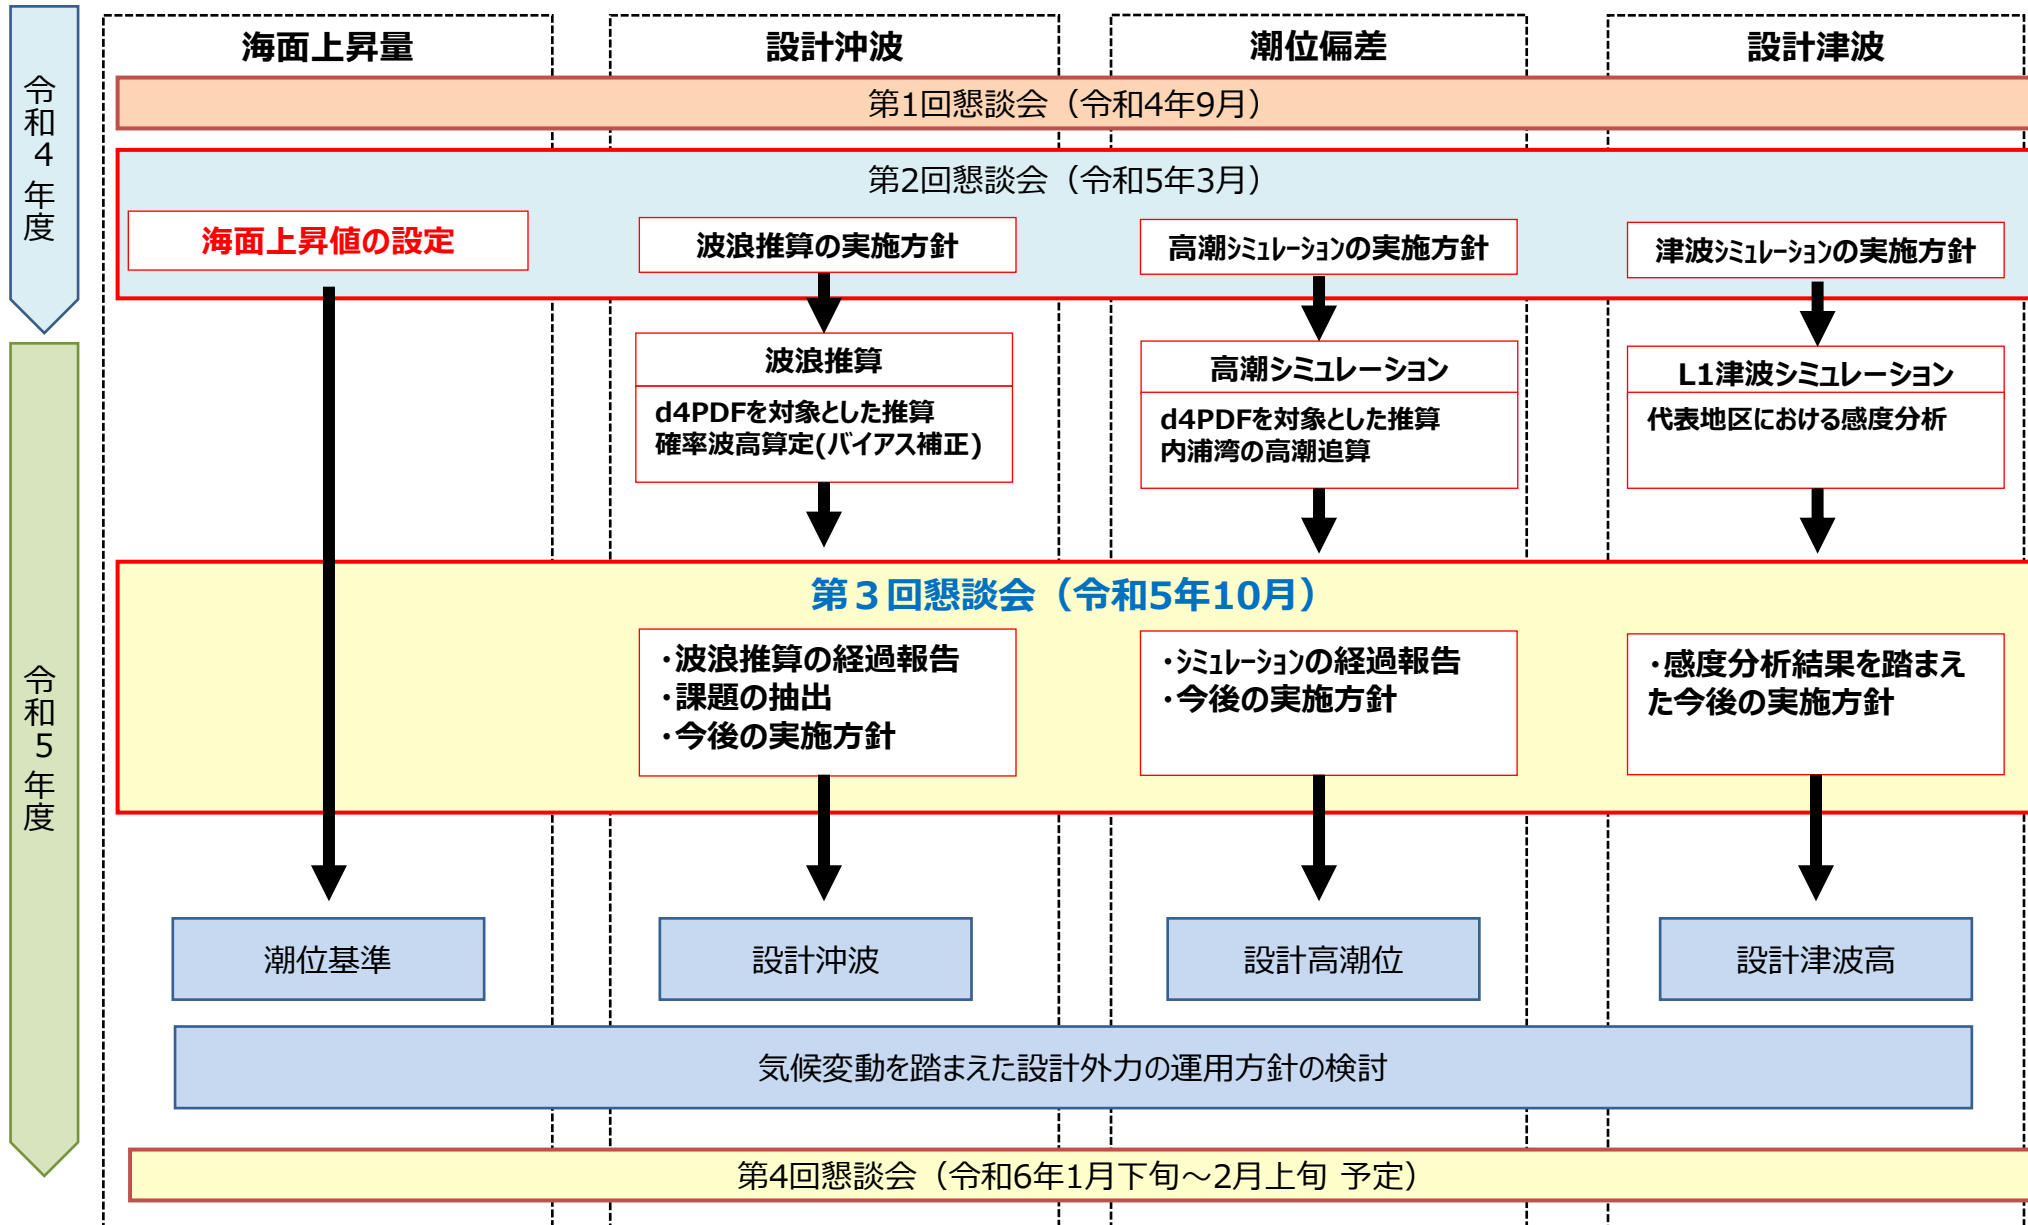 令和４年度
海面上昇量
設計沖波
潮位偏差
設計津波
第1回懇談会（令和4年9月）
第2回懇談会（令和5年3月）
海面上昇値の設定
波浪推算の実施方針
高潮ｼﾐｭﾚｰｼｮﾝの実施方針
津波ｼﾐｭﾚｰｼｮﾝの実施方針
令和５年度
波浪推算
d4PDFを対象とした推算
確率波高算定(バイアス補正)
高潮シミュレーション
d4PDFを対象とした推算
内浦湾の高潮追算
L1津波シミュレーション
代表地区における感度分析
第３回懇談会（令和5年10月）
・波浪推算の経過報告
・課題の抽出
・今後の実施方針
・ｼﾐｭﾚｰｼｮﾝの経過報告
・今後の実施方針
・感度分析結果を踏まえ
た今後の実施方針
潮位基準
設計沖波
設計高潮位
設計津波高
気候変動を踏まえた設計外力の運用方針の検討
第4回懇談会（令和6年1月下旬～2月上旬 予定）